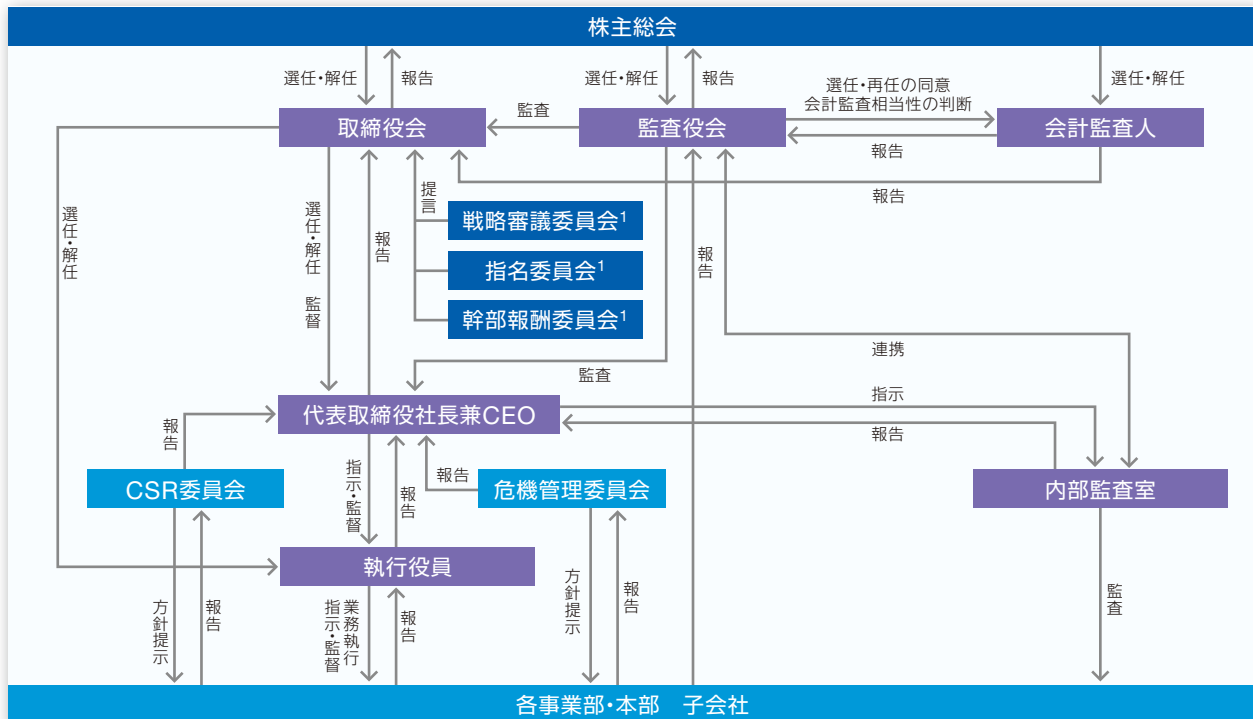 株主総会
選任・解任
報告
選任・解任
報告
選任・再任の同意
会計監査相当性の判断
選任・解任
取締役会
監査
監査役会
報告
会計監査人
報告
選任・解任
選任・解任 監督
報告
提言
戦略審議委員会1
指名委員会1
幹部報酬委員会1
報告
連携
監査
代表取締役社長兼CEO
指示
報告
報告
CSR委員会
指示・監督
報告
報告
危機管理委員会
内部監査室
執行役員
方針提示
報告
業務執行
指示・監督
報告
方針提示
報告
監査
各事業部・本部 子会社